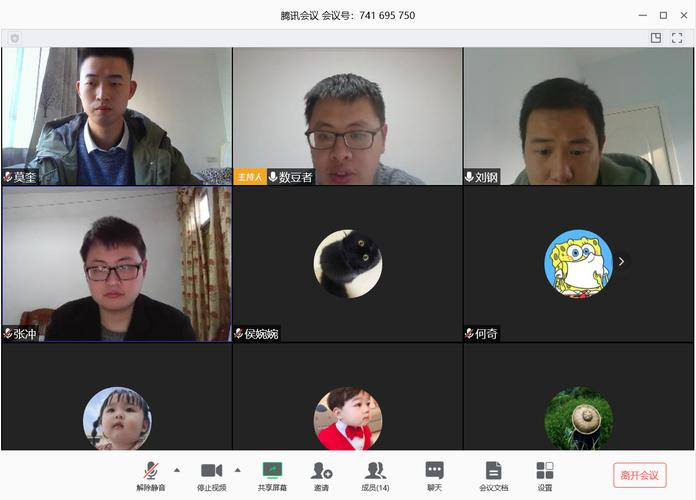 腾讯会议 会议号：741 695 750
莫奎
主持人 数豆者
刘钢
张冲
侯婉婉
何奇
解除静音
停止视频
共享屏幕
邀请
成员(14)
聊天
会议文档
设置
离开会议